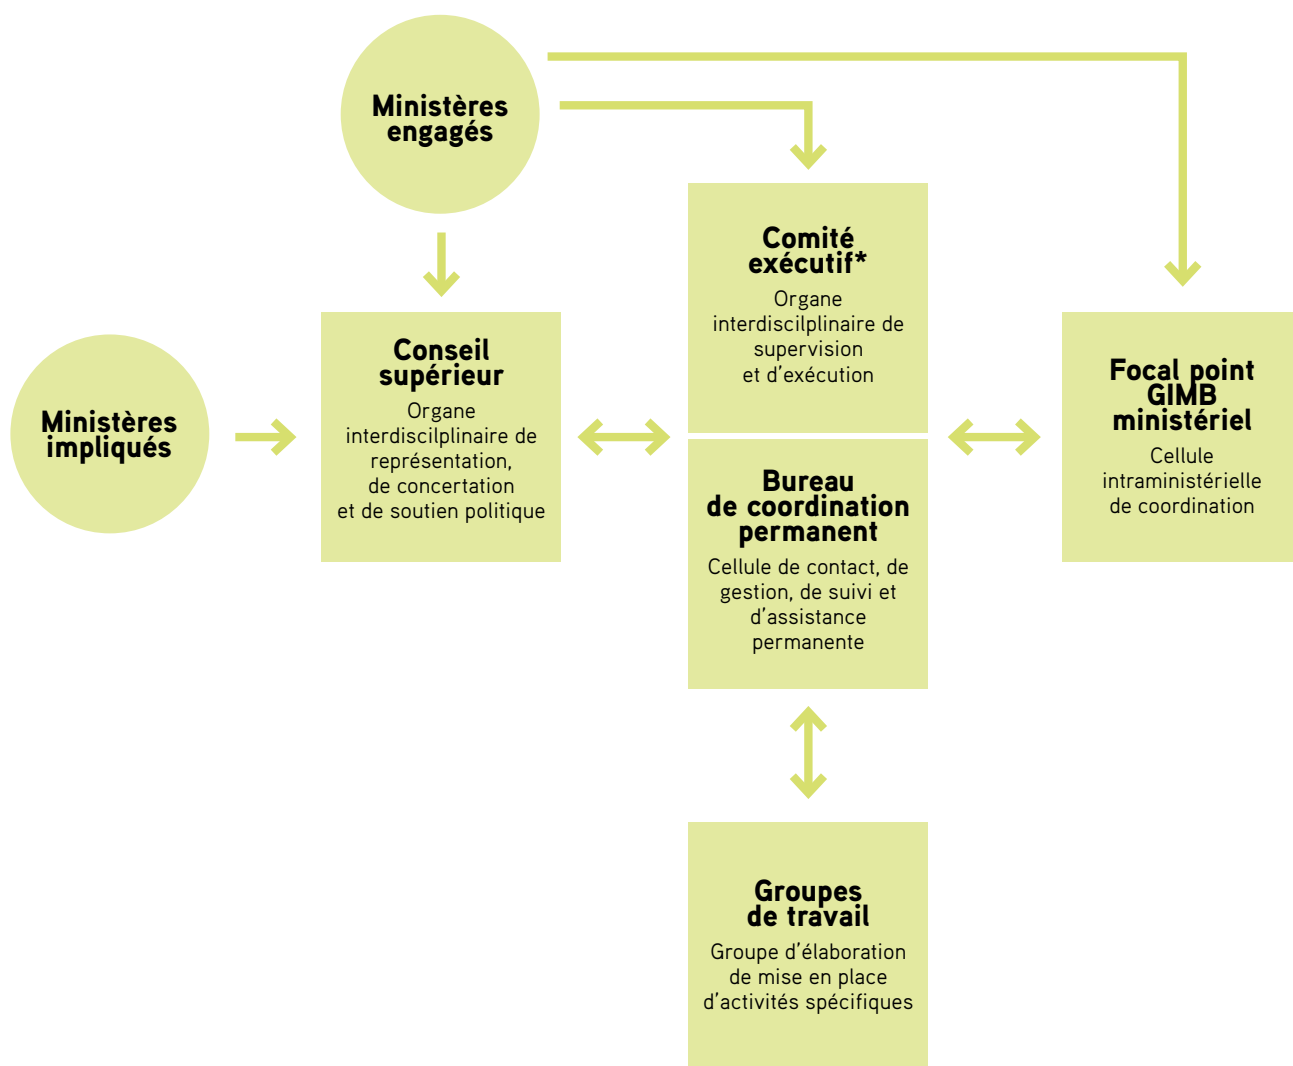 Ministères
engagés
Comité
exécutif*
Organe
interdiscilplinaire de
supervision
et d'exécution
Ministères
impliqués
Conseil
supérieur
Organe
interdiscilplinaire de
représentation,
de concertation
et de soutien politique
Bureau
de coordination
permanent
Cellule de contact, de
gestion, de suivi et
d'assistance
permanente
Focal point
GIMB
ministériel
Cellule
intraministérielle
de coordination
Groupes
de travail
Groupe d'élaboration
de mise en place
d'activités spécifiques